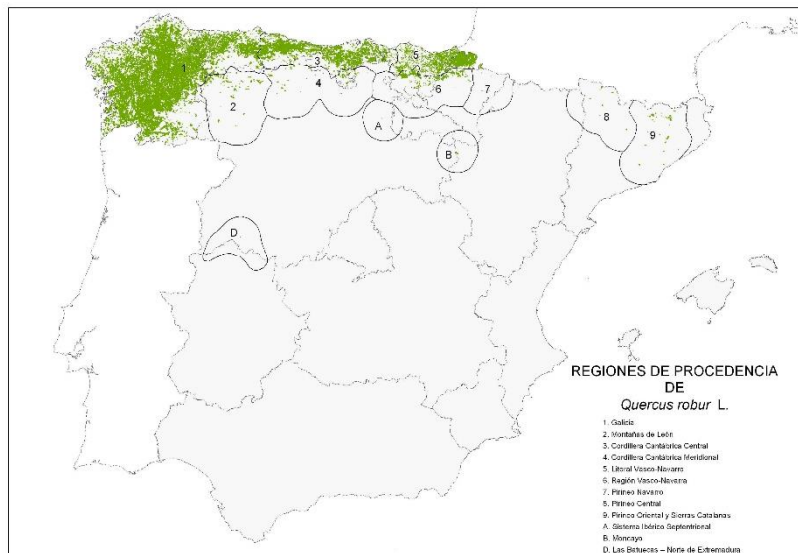 1
2
3
4
5
6
7
8
9
A
B
D
REGIONES DE PROCEDENCIA
DE
Quercus robur L.
1. Galicia
2. Montañas de León
3. Cordillera Cantábrica Central
4. Cordillera Cantábrica Meridional
5. Litoral Vasco-Navarro
6. Región Vasco-Navarra
7. Pirineo Navarro
8. Pirineo Central
9. Pirineo Oriental y Sierras Catalanas
A. Sistema Ibérico Septentrional
B. Moncayo
D. Las Batuecas – Norte de Extremadura